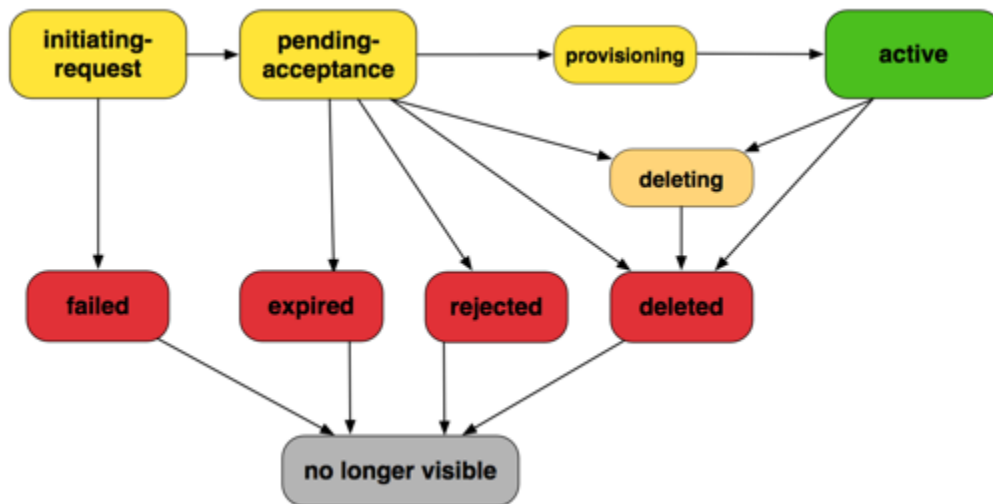 initiating-
request
pending-
acceptance
provisioning
active
deleting
failed
expired
rejected
deleted
no longer visible